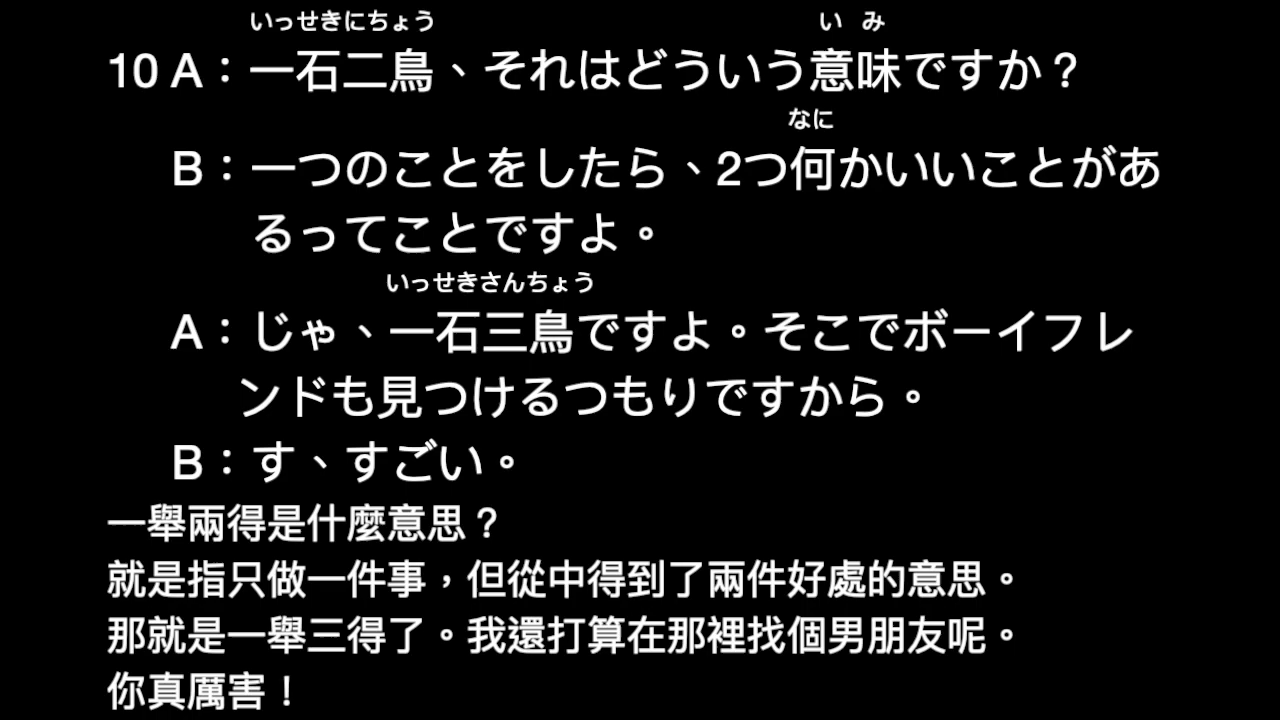 いっせきにちょう いみ
10 A：一石二鳥、それはどういう意味ですか？
なに
B：一つのことをしたら、2つ何かいいことがあ
るってことですよ。
いっせきさんちょう
A：じゃ、一石三鳥ですよ。そこでボーイフレ
ンドも見つけるつもりですから。
B：す、すごい。
一舉兩得是什麼意思？
就是指只做一件事，但從中得到了兩件好處的意思。
那就是一舉三得了。我還打算在那裡找個男朋友呢。
你真厲害！